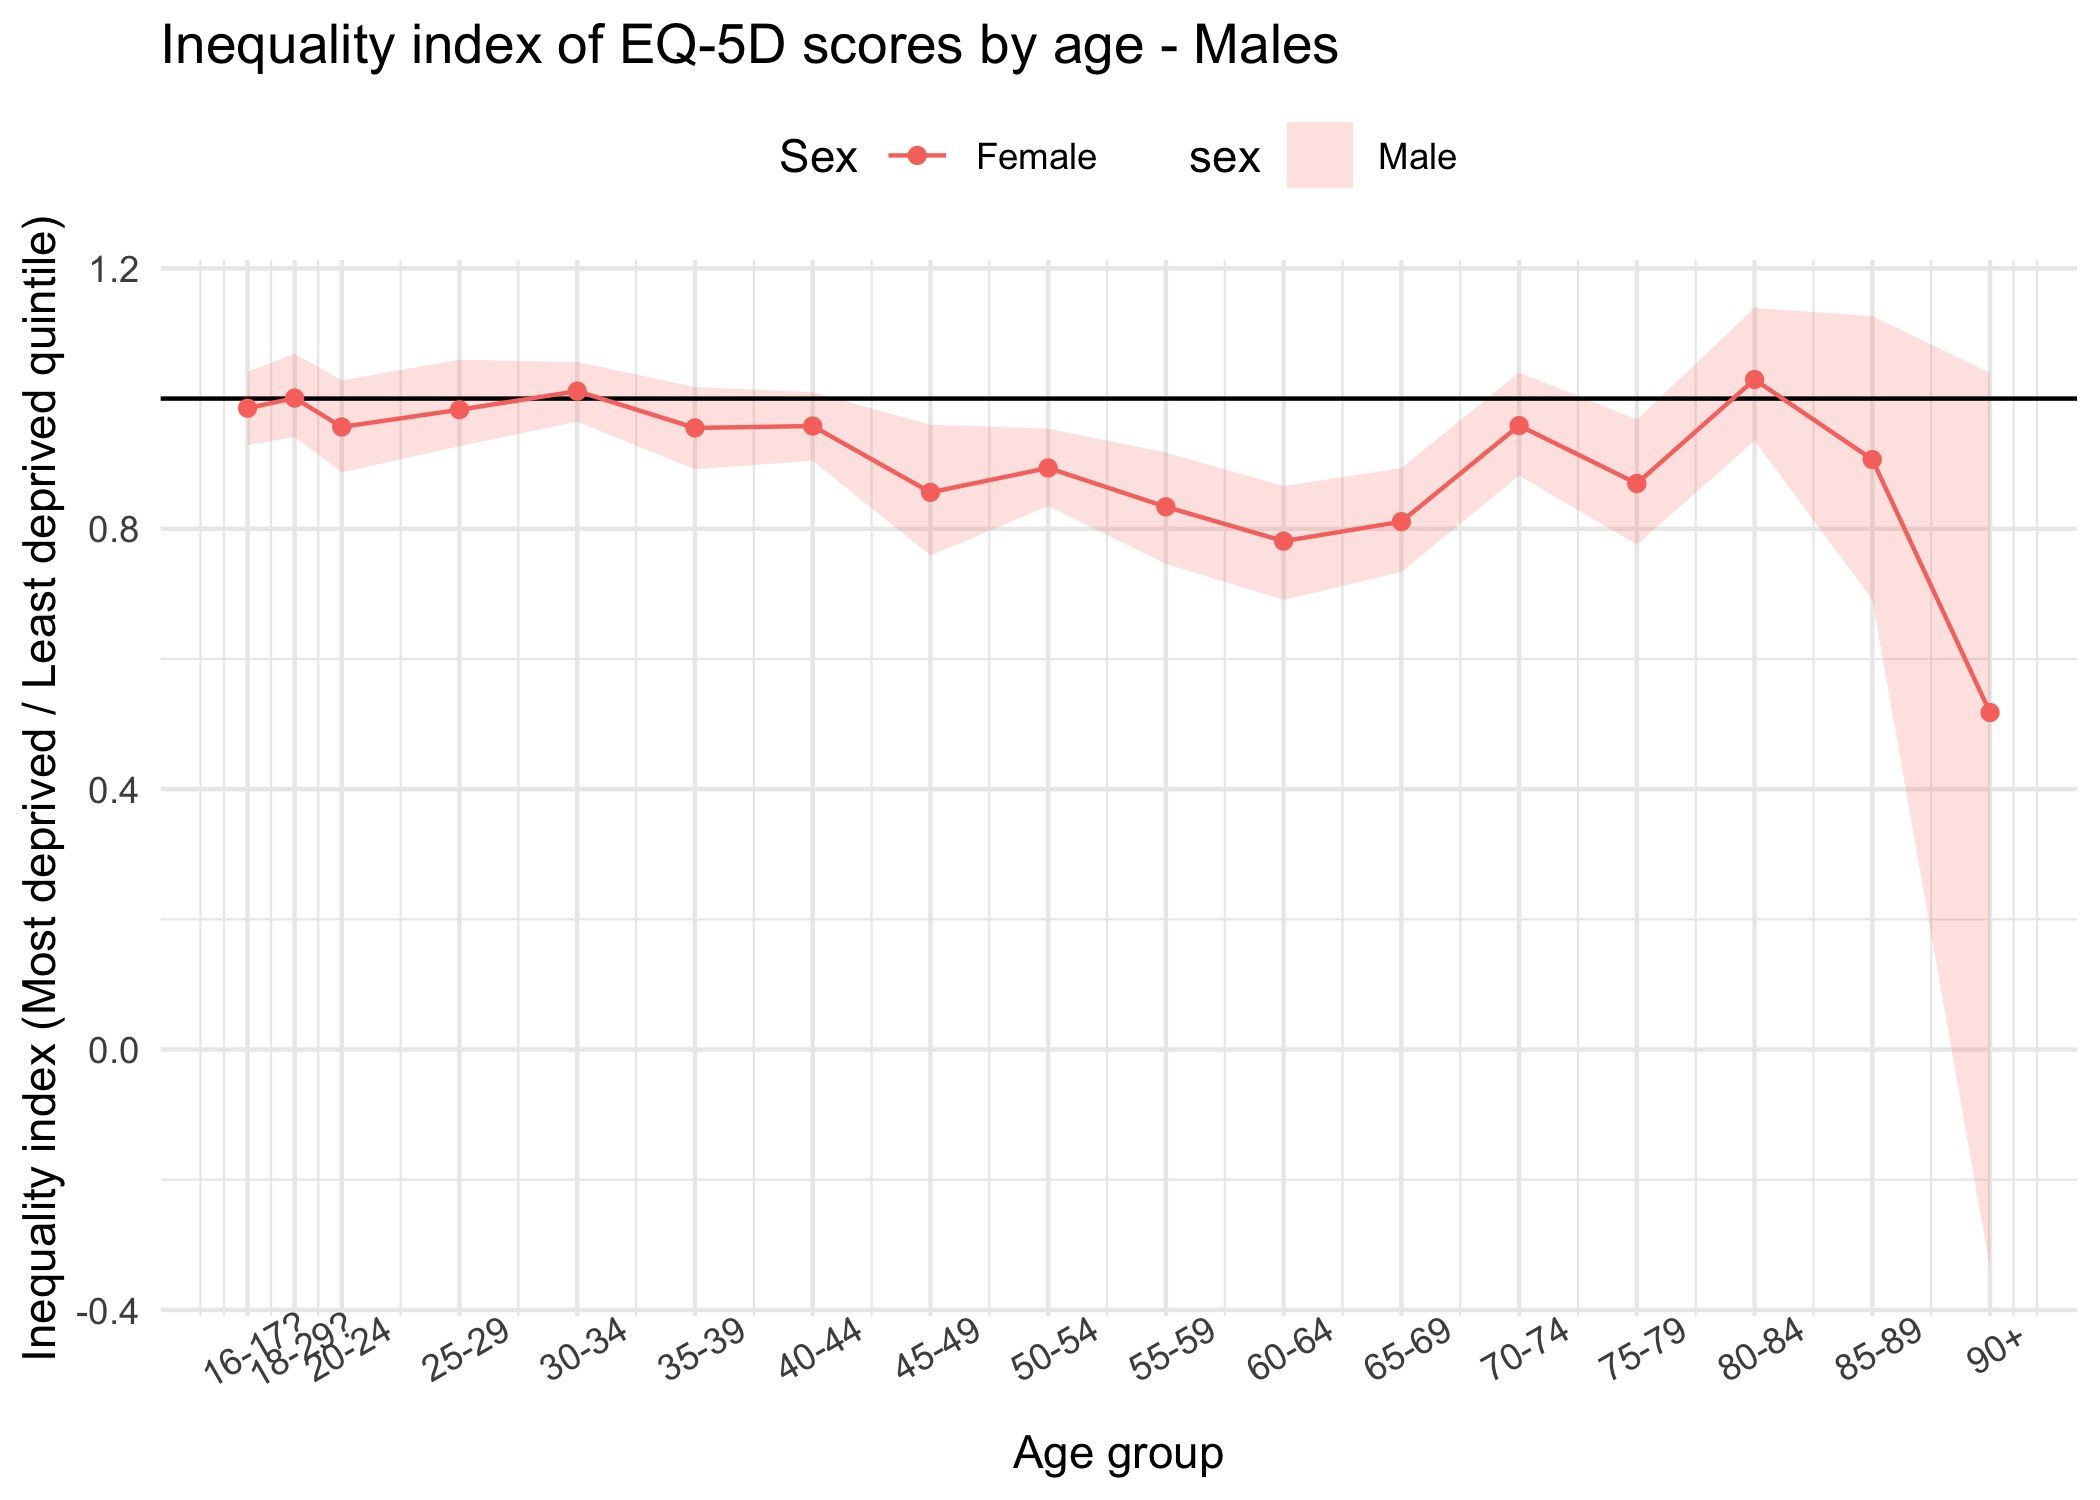 Inequality index of EQ-5D scores by age - Males
Sex Female sex Male
Inequality index (Most deprived / Least deprived quintile)
1.2
0.8
0.4
0.0
-0.4
16-17? 18-29? 20-24 25-29 30-34 35-39 40-44 45-49 50-54 55-59 60-64 65-69 70-74 75-79 80-84 85-89 90+
Age group